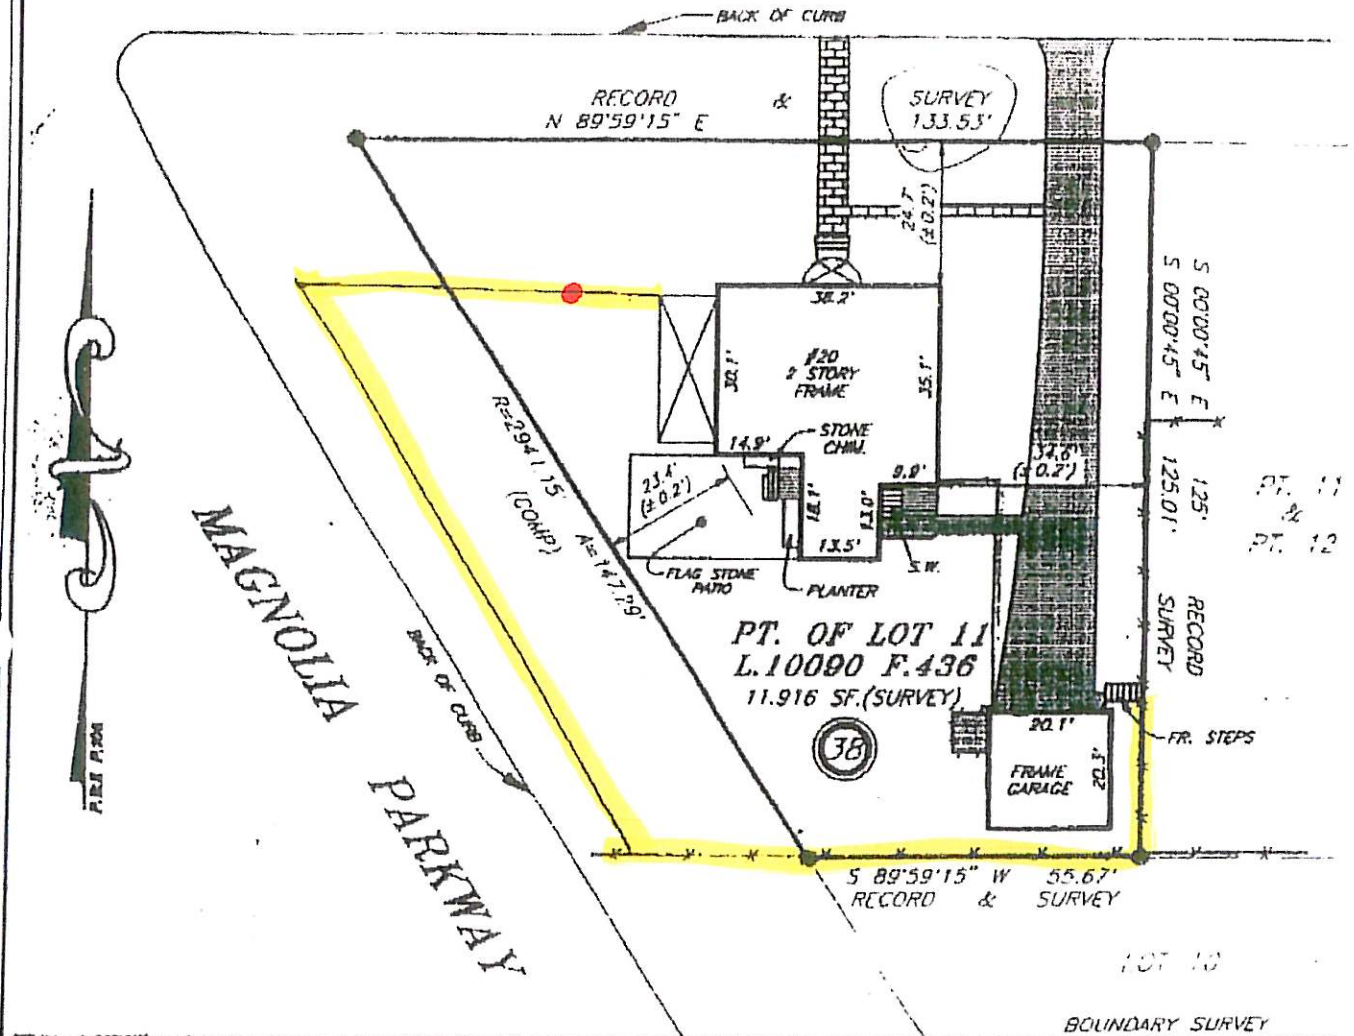 BACK OF CURB
RECORD & SURVEY
N 89°59'15" E 133.53'
24.7'
(±0.2')
38.2'
#20
2 STORY
FRAME
30.1'
35.1'
STONE
CHIM.
14.9'
9.9'
34.6'
(±0.2')
23.4'
(±0.2')
18.1'
13.0'
13.5'
S.W.
FLAG STONE
PATIO
PLANTER
R=2941.15'
(COMP)
A=147.79'
S 00°00'45" E 125' RECORD
S 00°00'45" E 125.01' SURVEY
PT. 11
&
PT. 12
PT. OF LOT 11
L.10090 F.436
11.916 SF.(SURVEY)
38
20.1'
20.3'
FRAME
GARAGE
FR. STEPS
MAGNOLIA
PARKWAY
BACK OF CURB
S 89°59'15" W 55.67'
RECORD & SURVEY
LOT 10
BOUNDARY SURVEY